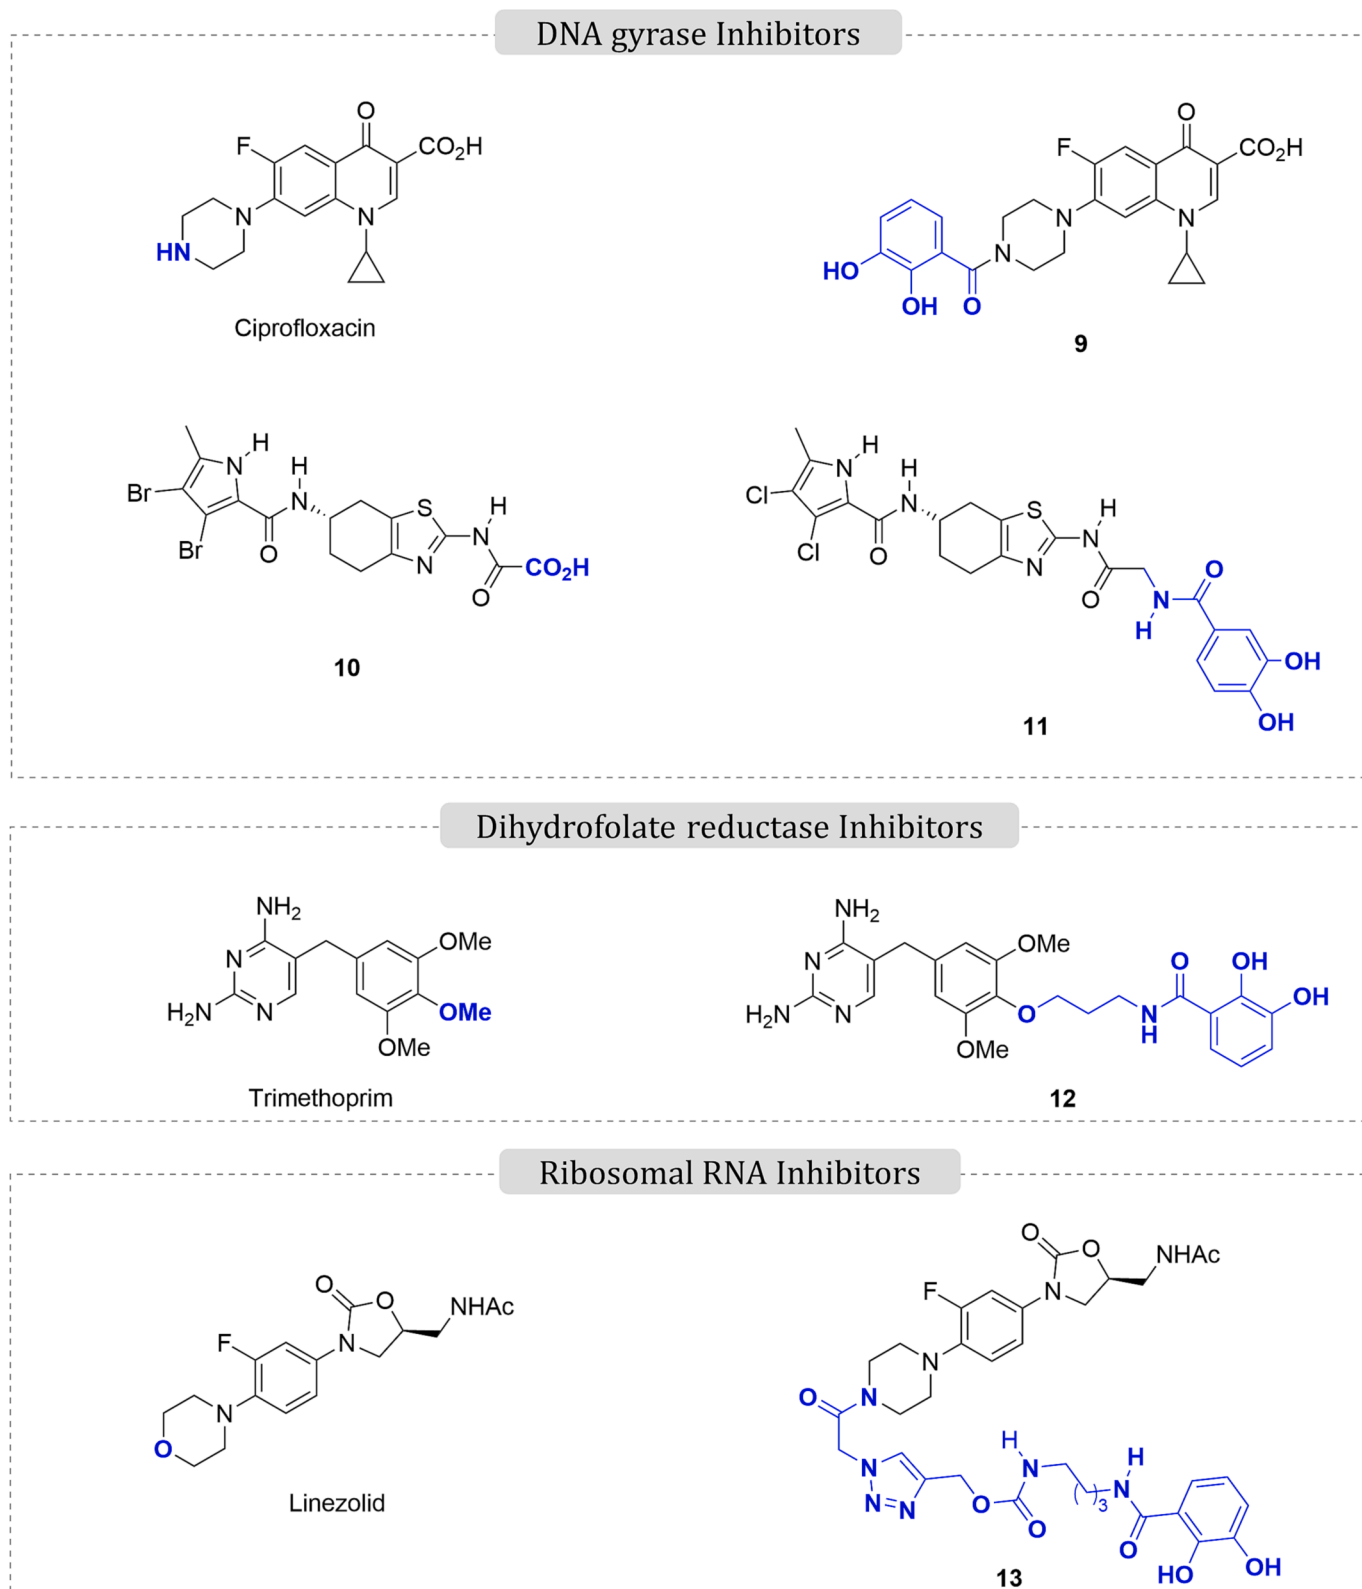 DNA gyrase Inhibitors
O
F
CO₂H
N
N
HN
Ciprofloxacin
O
F
CO₂H
N
N
N
HO
OH
O
9
H
N
H
Br
N
S
H
Br
O
N
N
CO₂H
O
10
H
N
H
Cl
N
S
H
Cl
O
N
N
O
O
N
H
OH
OH
11
Dihydrofolate reductase Inhibitors
NH₂
OMe
N
H₂N
N
OMe
OMe
Trimethoprim
NH₂
OMe
O
OH
N
OH
H₂N
N
O
N
H
OMe
12
Ribosomal RNA Inhibitors
O
O
NHAc
F
N
N
O
Linezolid
O
O
NHAc
F
N
N
O
N
H
H
N
N
N
N=N
O
( )3
O
O
HO
OH
13